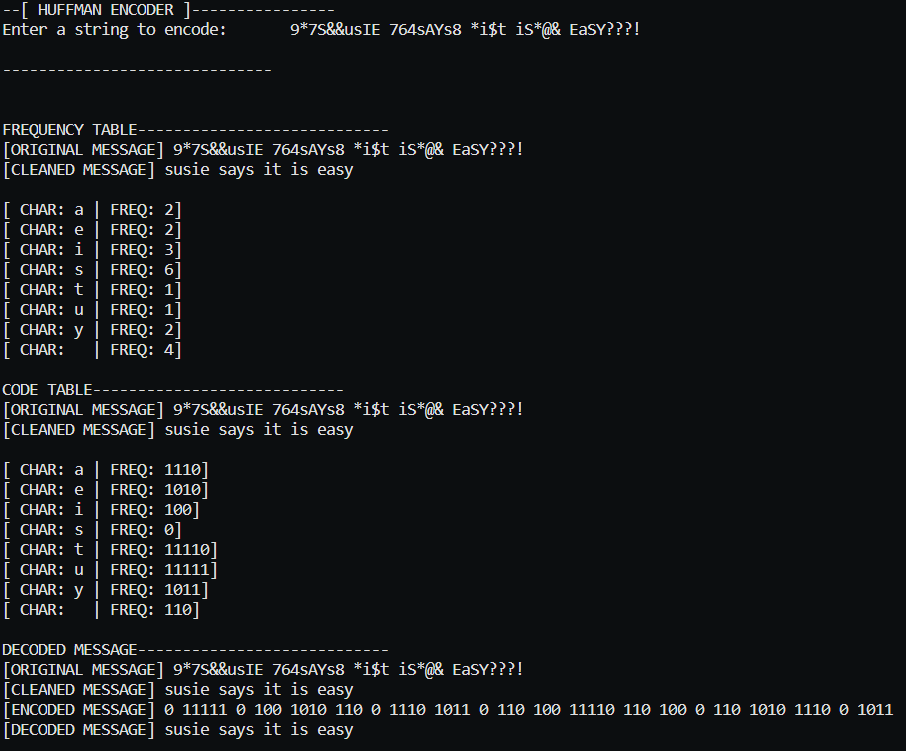 --[ HUFFMAN ENCODER ]----------------
Enter a string to encode:       9*7S&&usIE 764sAYs8 *i$t iS*@& EaSY???!
------------------------------
FREQUENCY TABLE----------------------------
[ORIGINAL MESSAGE] 9*7S&&usIE 764sAYs8 *i$t iS*@& EaSY???!
[CLEANED MESSAGE] susie says it is easy
[ CHAR: a | FREQ: 2]
[ CHAR: e | FREQ: 2]
[ CHAR: i | FREQ: 3]
[ CHAR: s | FREQ: 6]
[ CHAR: t | FREQ: 1]
[ CHAR: u | FREQ: 1]
[ CHAR: y | FREQ: 2]
[ CHAR:   | FREQ: 4]
CODE TABLE----------------------------
[ORIGINAL MESSAGE] 9*7S&&usIE 764sAYs8 *i$t iS*@& EaSY???!
[CLEANED MESSAGE] susie says it is easy
[ CHAR: a | FREQ: 1110]
[ CHAR: e | FREQ: 1010]
[ CHAR: i | FREQ: 100]
[ CHAR: s | FREQ: 0]
[ CHAR: t | FREQ: 11110]
[ CHAR: u | FREQ: 11111]
[ CHAR: y | FREQ: 1011]
[ CHAR:   | FREQ: 110]
DECODED MESSAGE----------------------------
[ORIGINAL MESSAGE] 9*7S&&usIE 764sAYs8 *i$t iS*@& EaSY???!
[CLEANED MESSAGE] susie says it is easy
[ENCODED MESSAGE] 0 11111 0 100 1010 110 0 1110 1011 0 110 100 11110 110 100 0 110 1010 1110 0 1011
[DECODED MESSAGE] susie says it is easy